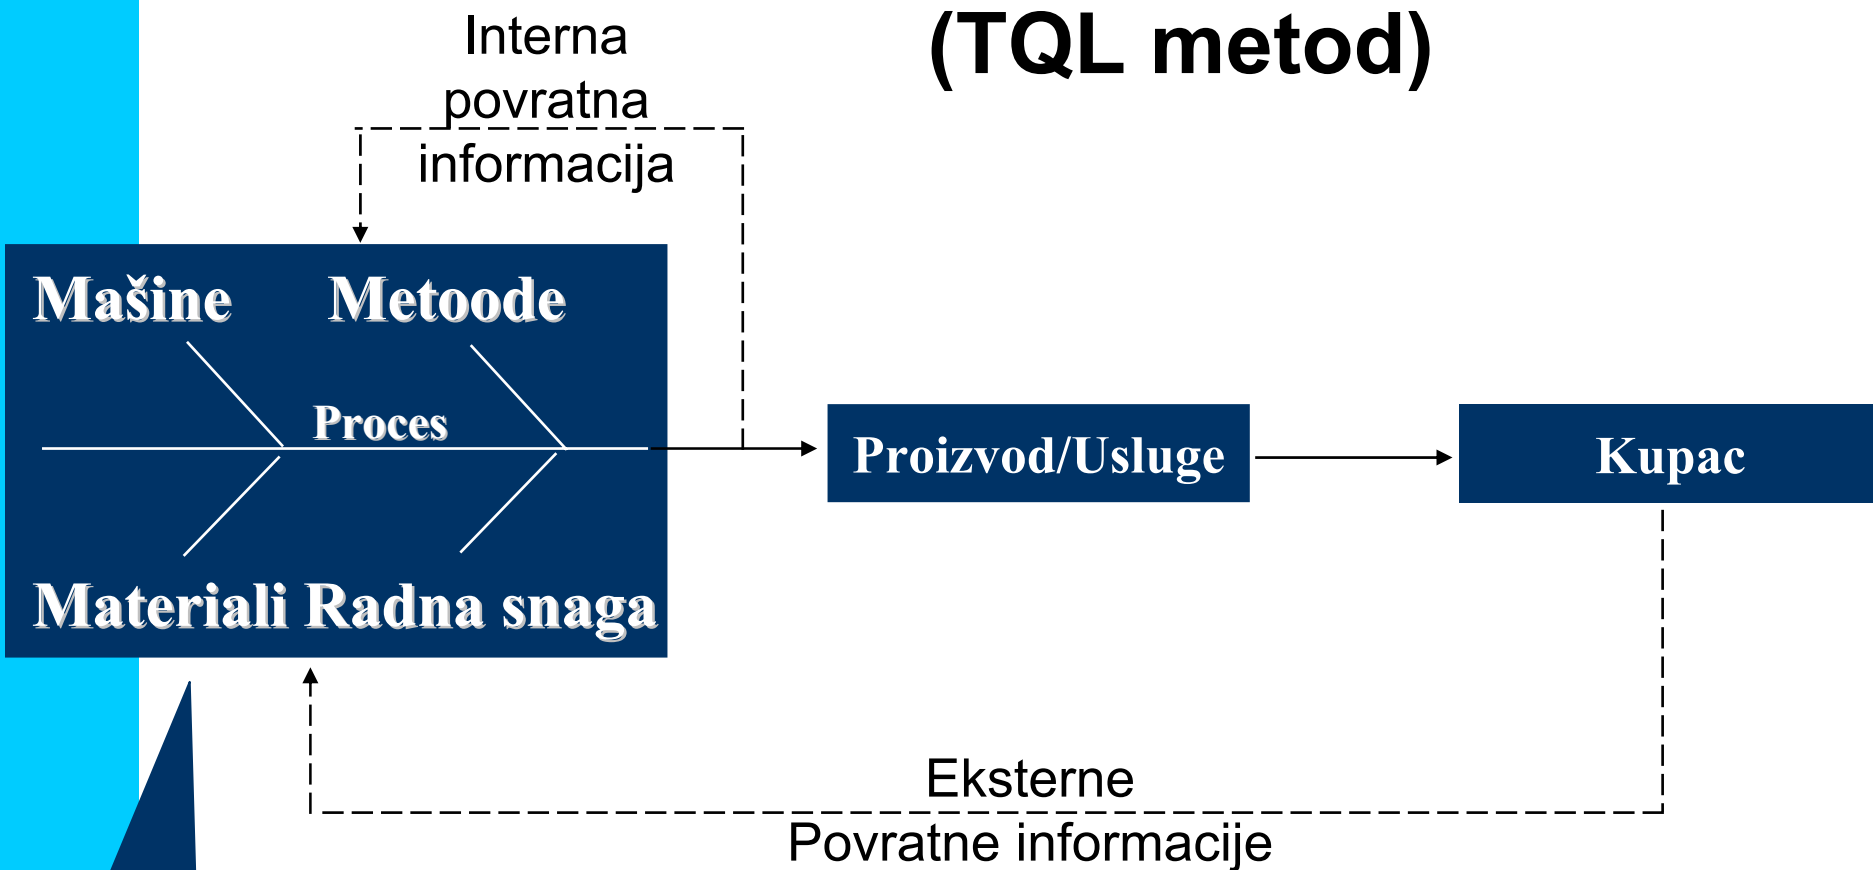 (TQL metod)
Interna
povratna
informacija
Mašine Metoode
Proces
Materiali Radna snaga
Proizvod/Usluge
Kupac
Eksterne
Povratne informacije